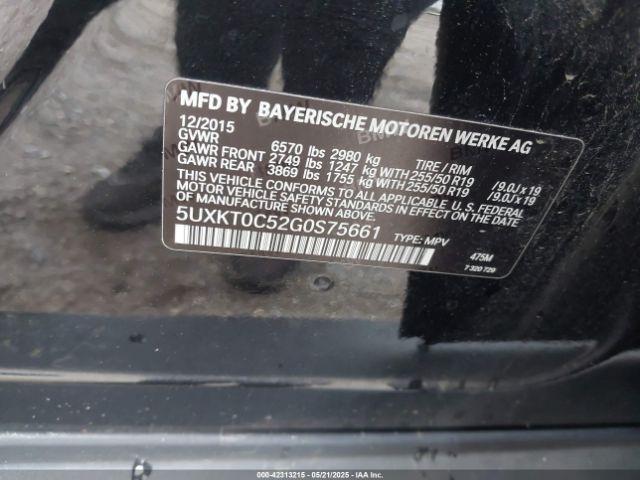 MFD BY BAYERISCHE MOTOREN WERKE AG
12/2015
GVWR 6570 lbs 2980 kg TIRE / RIM
GAWR FRONT 2749 lbs 1247 kg WITH 255/50 R19 /9.0J x 19
GAWR REAR 3869 lbs 1755 kg WITH 255/50 R19 /9.0J x 19
THIS VEHICLE CONFORMS TO ALL APPLICABLE U.S. FEDERAL
MOTOR VEHICLE SAFETY STANDARDS IN EFFECT ON THE DATE OF MANUFACTURE SHOWN ABOVE.
5UXKT0C52G0S75661 TYPE: MPV 475M
7 320 729
000-42313215 - 05/21/2025 - IAAI.COM